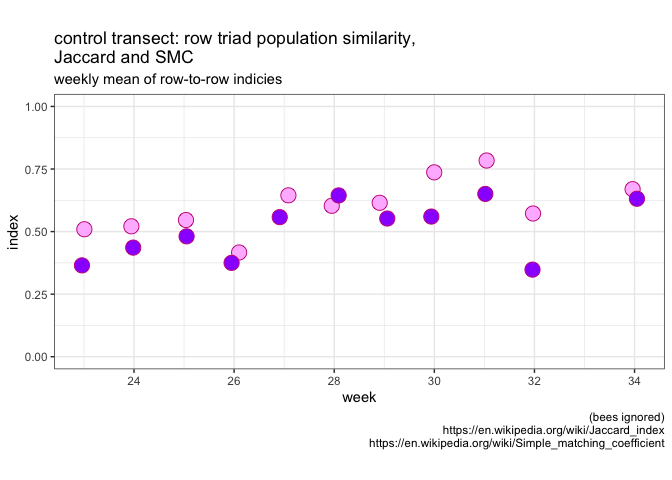 control transect: row triad population similarity,
Jaccard and SMC
weekly mean of row-to-row indicies
1.00
0.75
0.50
0.25
0.00
index
24 26 28 30 32 34
week
(bees ignored)
https://en.wikipedia.org/wiki/Jaccard_index
https://en.wikipedia.org/wiki/Simple_matching_coefficient